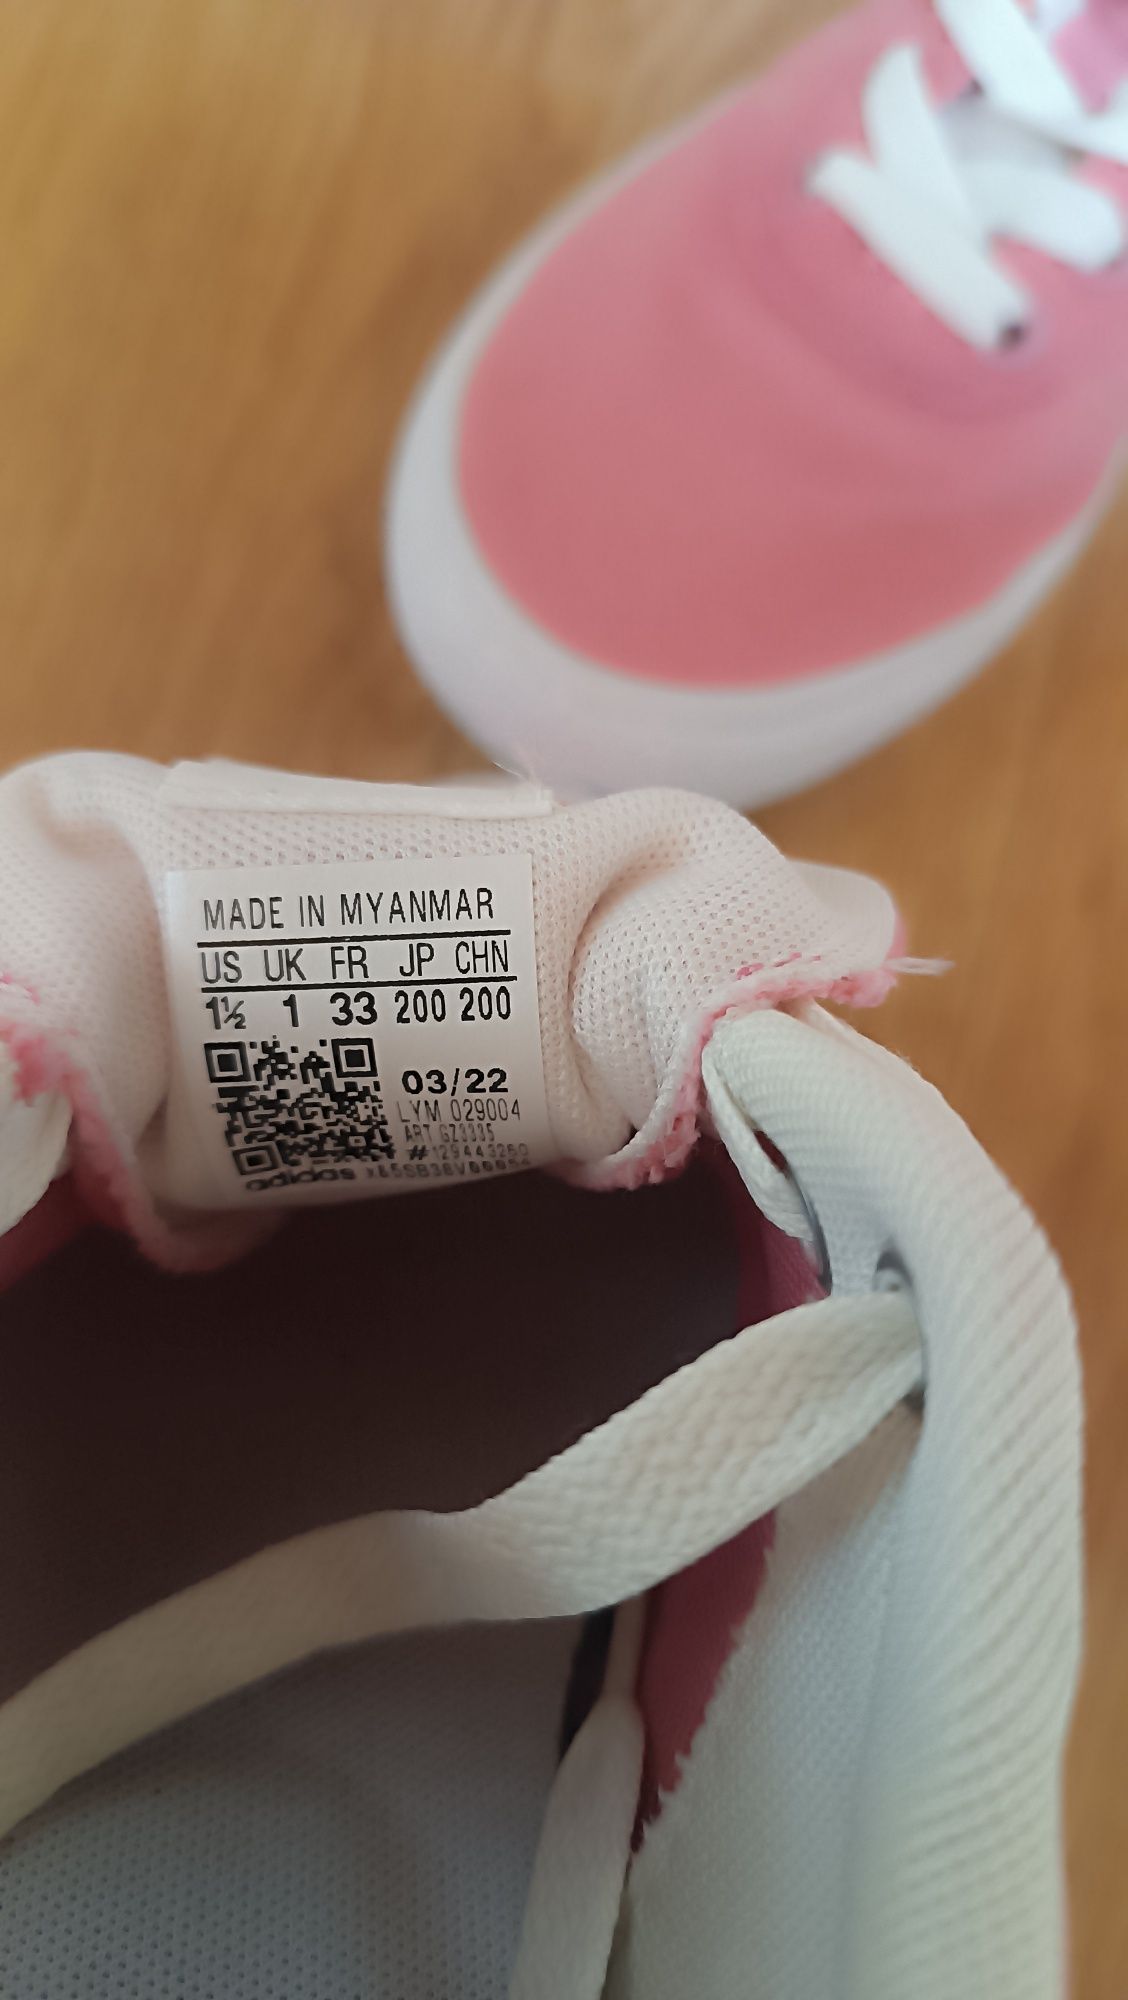 MADE IN MYANMAR
US UK FR JP CHN
1½ 1 33 200 200
03/22
LYM 029004
ART GZ3335
#129443260
adidas